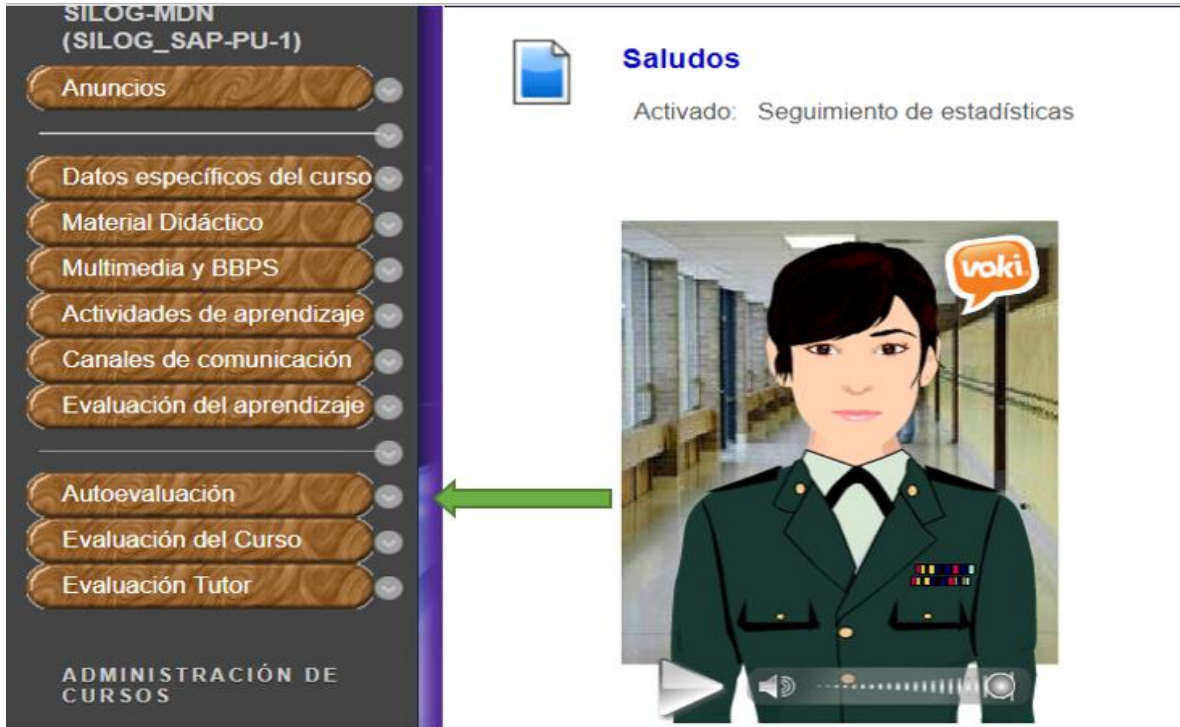 SILOG-MDN
(SILOG_SAP-PU-1)
Anuncios
Datos específicos del curso
Material Didáctico
Multimedia y BBPS
Actividades de aprendizaje
Canales de comunicación
Evaluación del aprendizaje
Autoevaluación
Evaluación del Curso
Evaluación Tutor
ADMINISTRACIÓN DE
CURSOS
Saludos
Activado: Seguimiento de estadísticas
voki